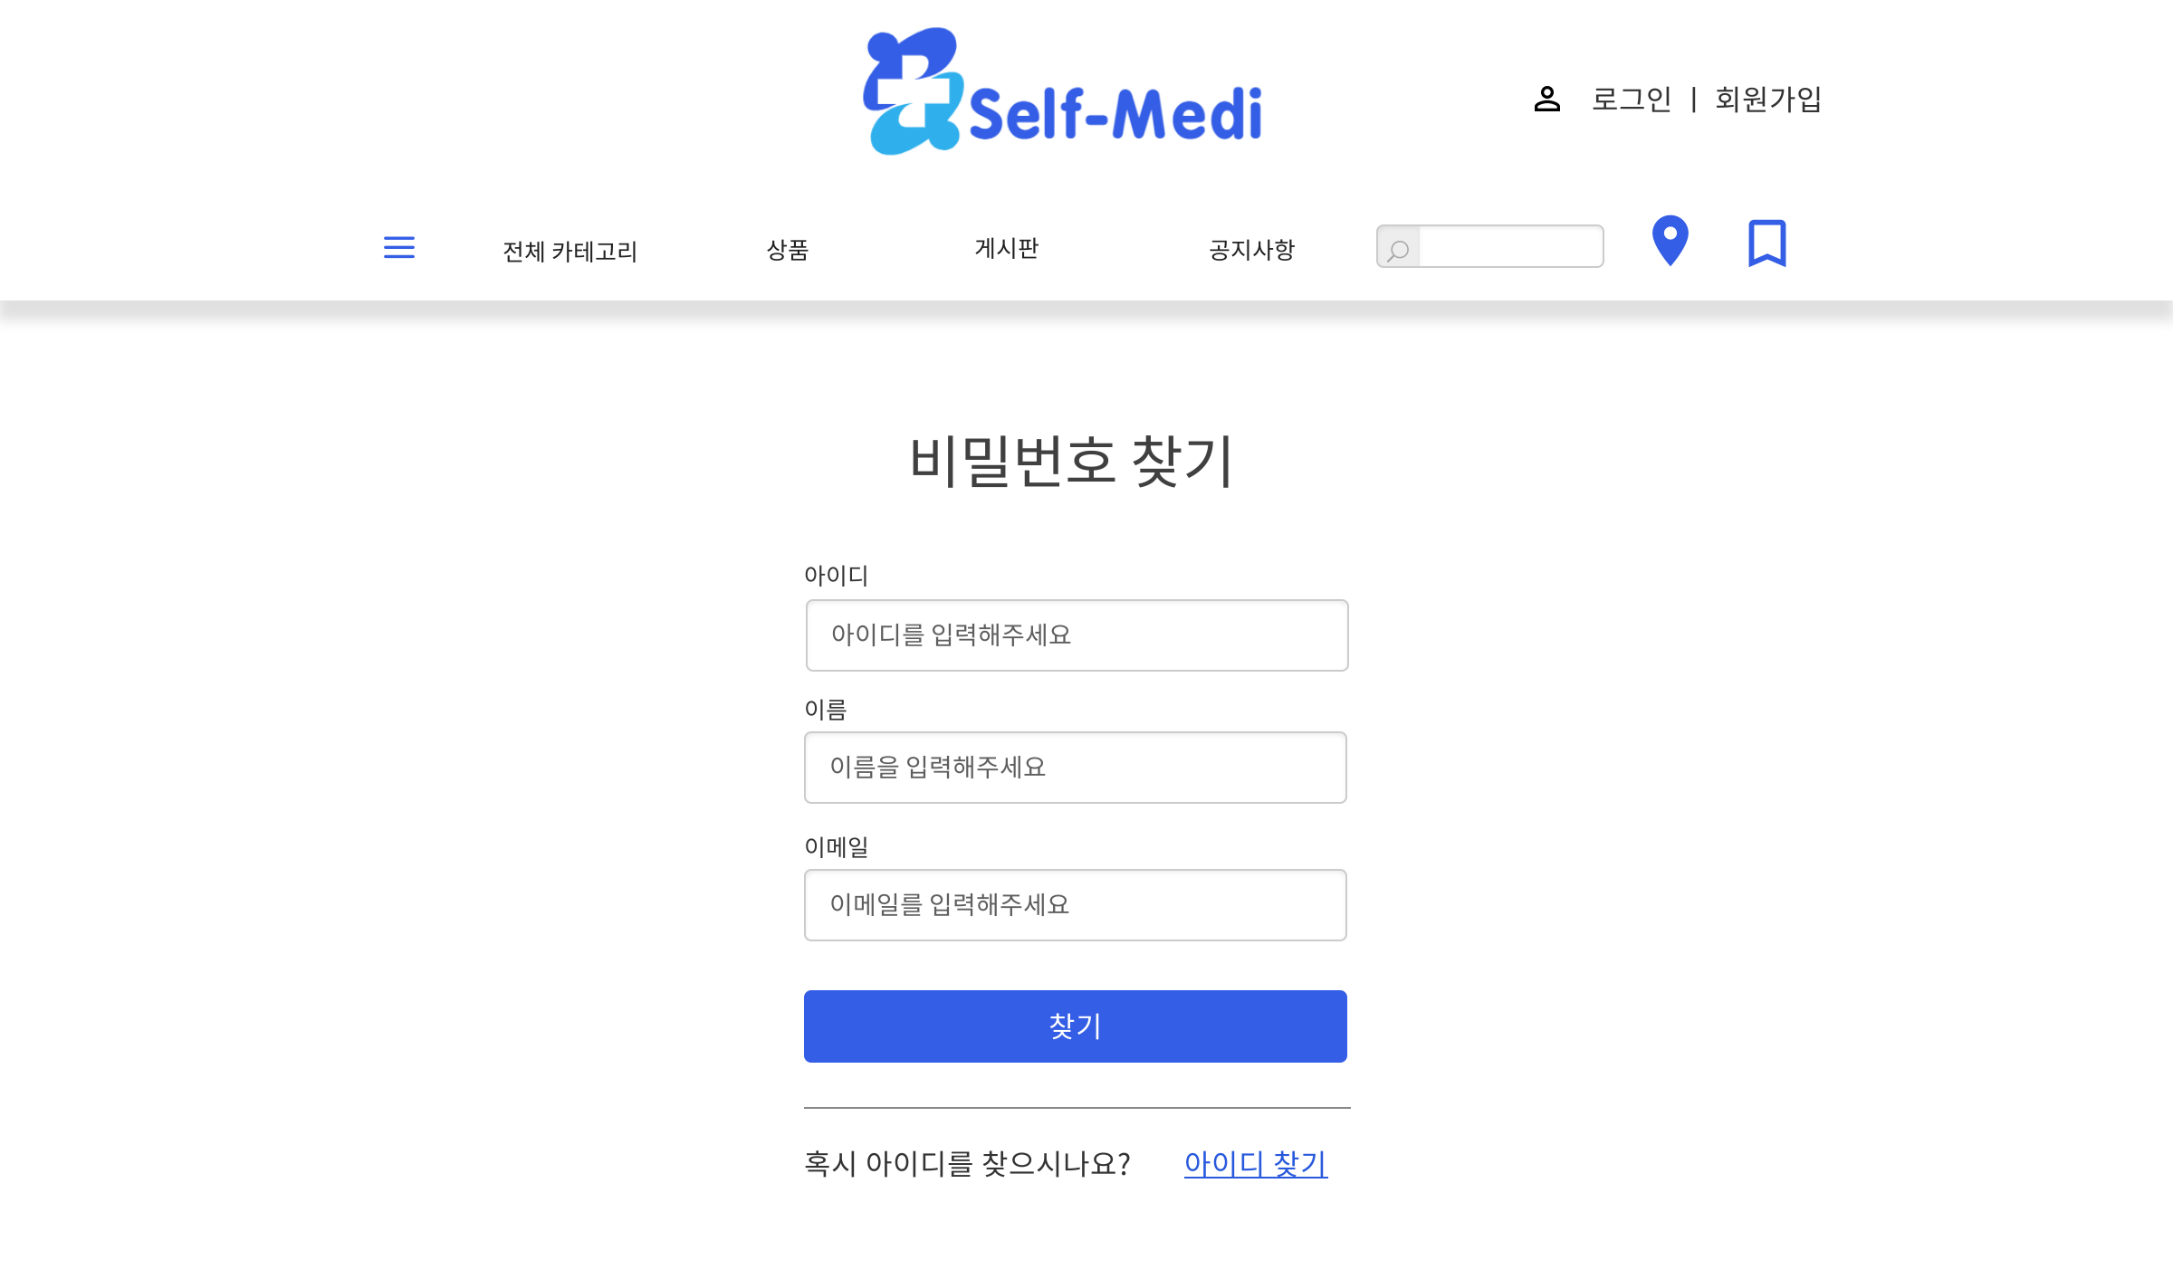 Self-Medi
로그인 | 회원가입
전체 카테고리 상품 게시판 공지사항
비밀번호 찾기
아이디
아이디를 입력해주세요
이름
이름을 입력해주세요
이메일
이메일를 입력해주세요
찾기
혹시 아이디를 찾으시나요? 아이디 찾기